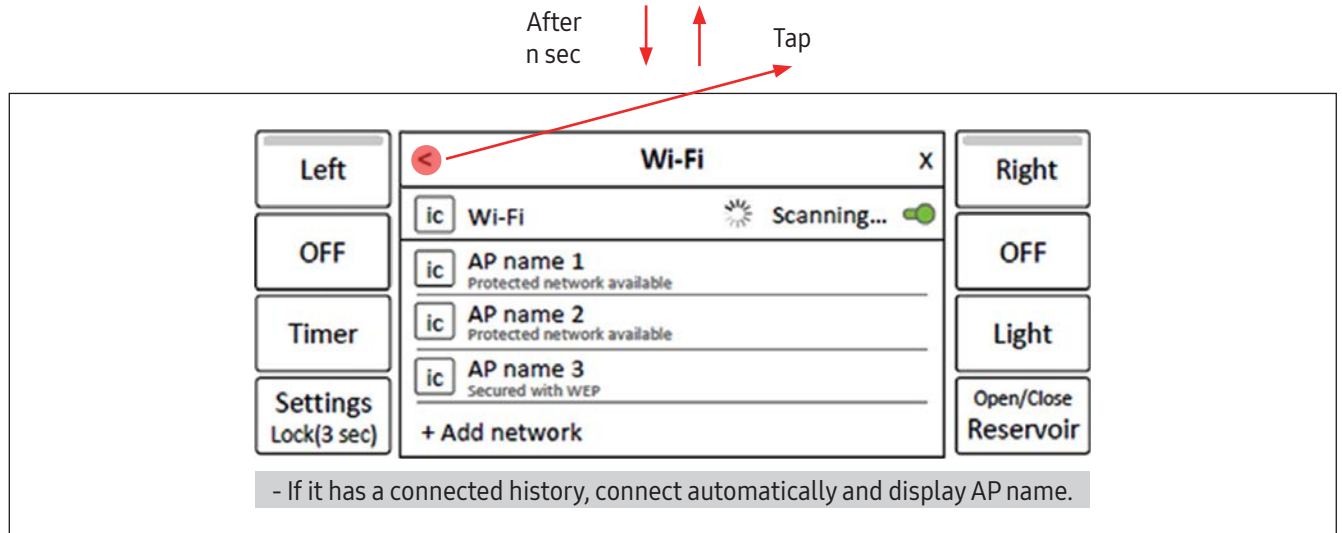 After
n sec
Tap
Left
OFF
Timer
Settings
Lock(3 sec)
< Wi-Fi X
ic Wi-Fi Scanning...
ic AP name 1
Protected network available
ic AP name 2
Protected network available
ic AP name 3
Secured with WEP
+ Add network
Right
OFF
Light
Open/Close
Reservoir
- If it has a connected history, connect automatically and display AP name.